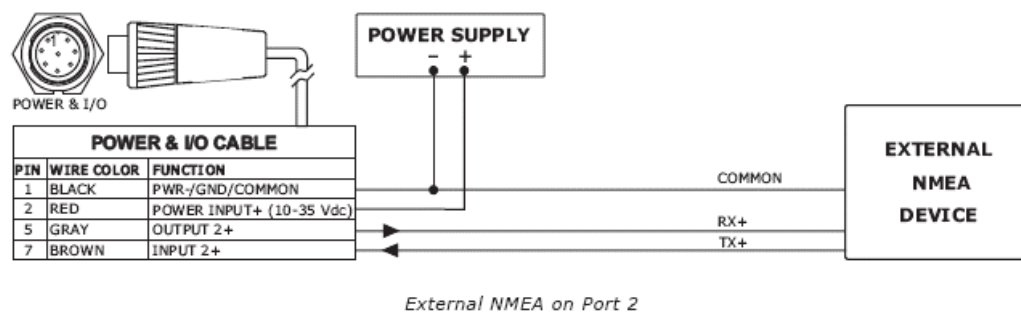 POWER SUPPLY
- +
1
POWER & I/O
POWER & I/O CABLE
PIN WIRE COLOR FUNCTION
1 BLACK PWR-/GND/COMMON
2 RED POWER INPUT+ (10-35 Vdc)
5 GRAY OUTPUT 2+
7 BROWN INPUT 2+
COMMON
RX+
TX+
EXTERNAL
NMEA
DEVICE
External NMEA on Port 2